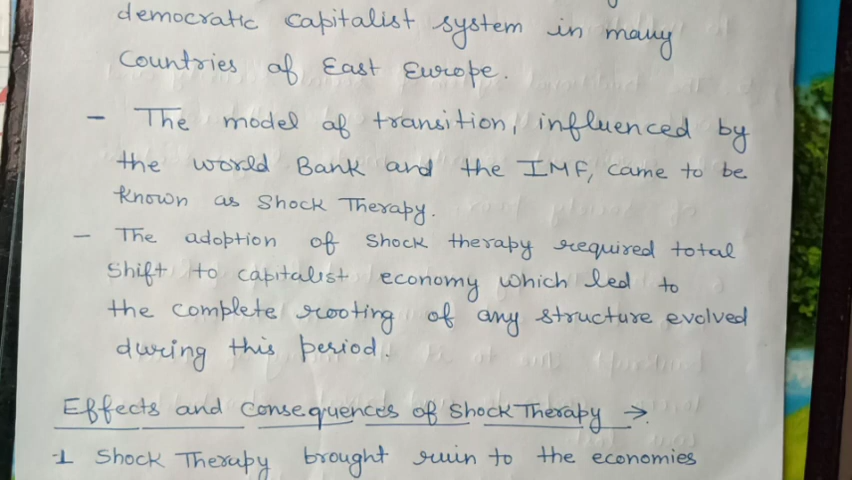 democratic capitalist system in many
Countries of East Europe.
- The model of transition, influenced by
the world Bank and the IMF, came to be
known as Shock Therapy.
- The adoption of Shock therapy required total
Shift to capitalist economy which led to
the complete rooting of any structure evolved
during this period.
Effects and Consequences of Shock Therapy →
1 Shock Therapy brought ruin to the economies